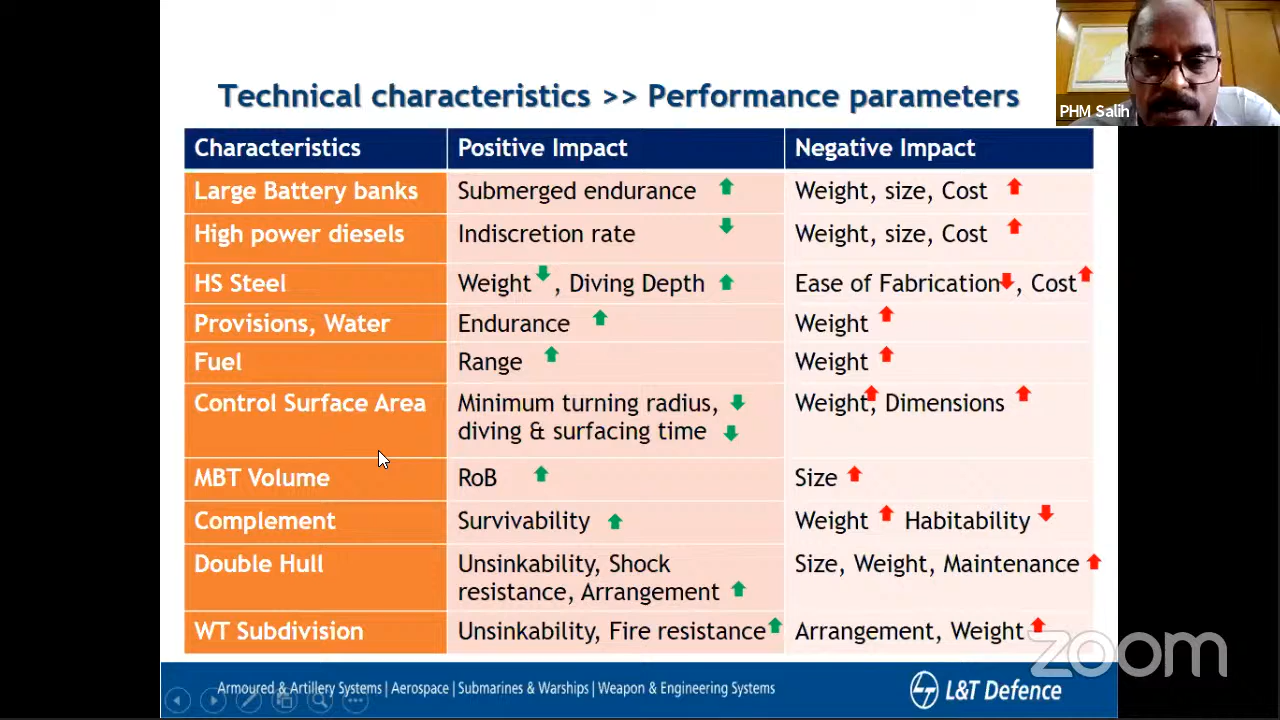 PHM Salih
Technical characteristics >> Performance parameters
Characteristics Positive Impact Negative Impact
Large Battery banks Submerged endurance Weight, size, Cost
High power diesels Indiscretion rate Weight, size, Cost
HS Steel Weight , Diving Depth Ease of Fabrication , Cost
Provisions, Water Endurance Weight
Fuel Range Weight
Control Surface Area Minimum turning radius, Weight, Dimensions
diving & surfacing time
MBT Volume RoB Size
Complement Survivability Weight Habitability
Double Hull Unsinkability, Shock Size, Weight, Maintenance
resistance, Arrangement
WT Subdivision Unsinkability, Fire resistance Arrangement, Weight
zoom
Armoured & Artillery Systems | Aerospace | Submarines & Warships | Weapon & Engineering Systems
L&T Defence